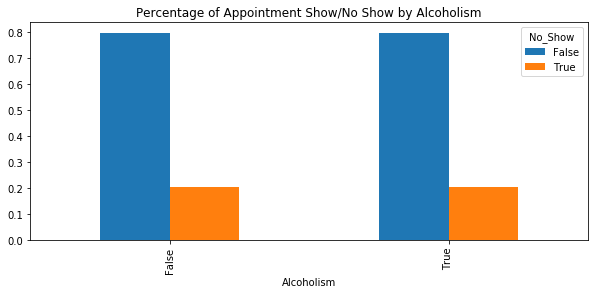 Percentage of Appointment Show/No Show by Alcoholism
No_Show
False
True
0.8
0.7
0.6
0.5
0.4
0.3
0.2
0.1
0.0
False
True
Alcoholism